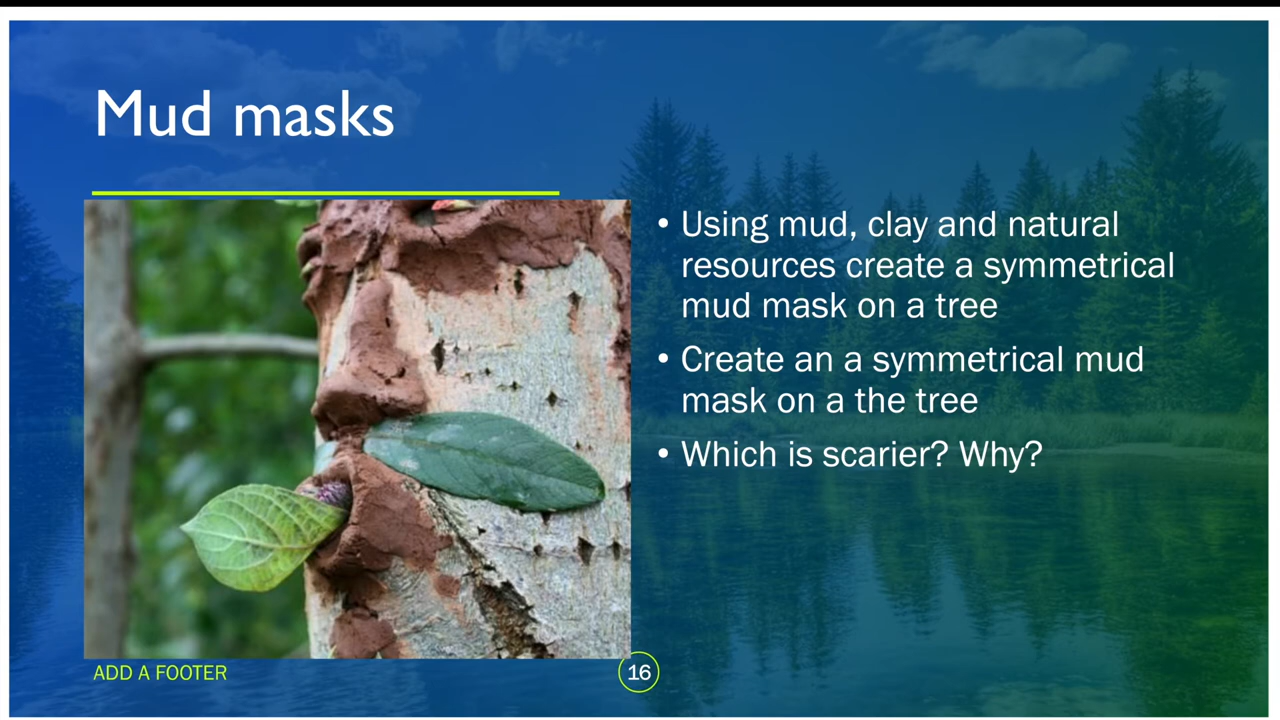 Mud masks
• Using mud, clay and natural
resources create a symmetrical
mud mask on a tree
• Create an a symmetrical mud
mask on a the tree
• Which is scarier? Why?
ADD A FOOTER
16